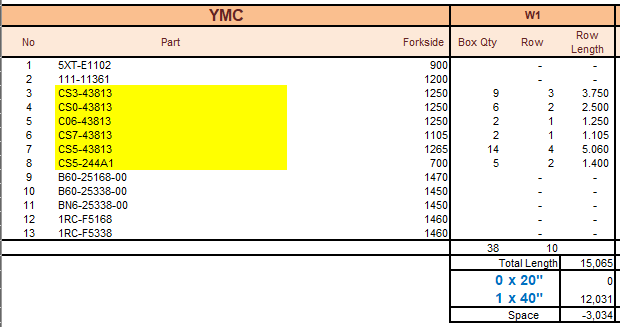 YMC W1
No Part Forkside Box Qty Row Row Length
1 5XT-E1102 900 - -
2 111-11361 1200 - -
3 CS3-43813 1250 9 3 3.750
4 CS0-43813 1250 6 2 2.500
5 C06-43813 1250 2 1 1.250
6 CS7-43813 1105 2 1 1.105
7 CS5-43813 1265 14 4 5.060
8 CS5-244A1 700 5 2 1.400
9 B60-25168-00 1470 - -
10 B60-25338-00 1450 - -
11 BN6-25338-00 1450 - -
12 1RC-F5168 1460 - -
13 1RC-F5338 1460 - -
38 10
Total Length 15,065
0 x 20" 0
1 x 40" 12,031
Space -3,034